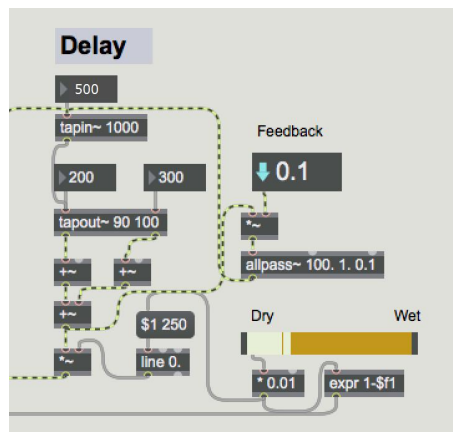 Delay
500
tapin~ 1000
Feedback
200
300
0.1
tapout~ 90 100
*~
+~
+~
allpass~ 100. 1. 0.1
+~
$1 250
Dry
Wet
*~
line 0.
* 0.01
expr 1-$f1